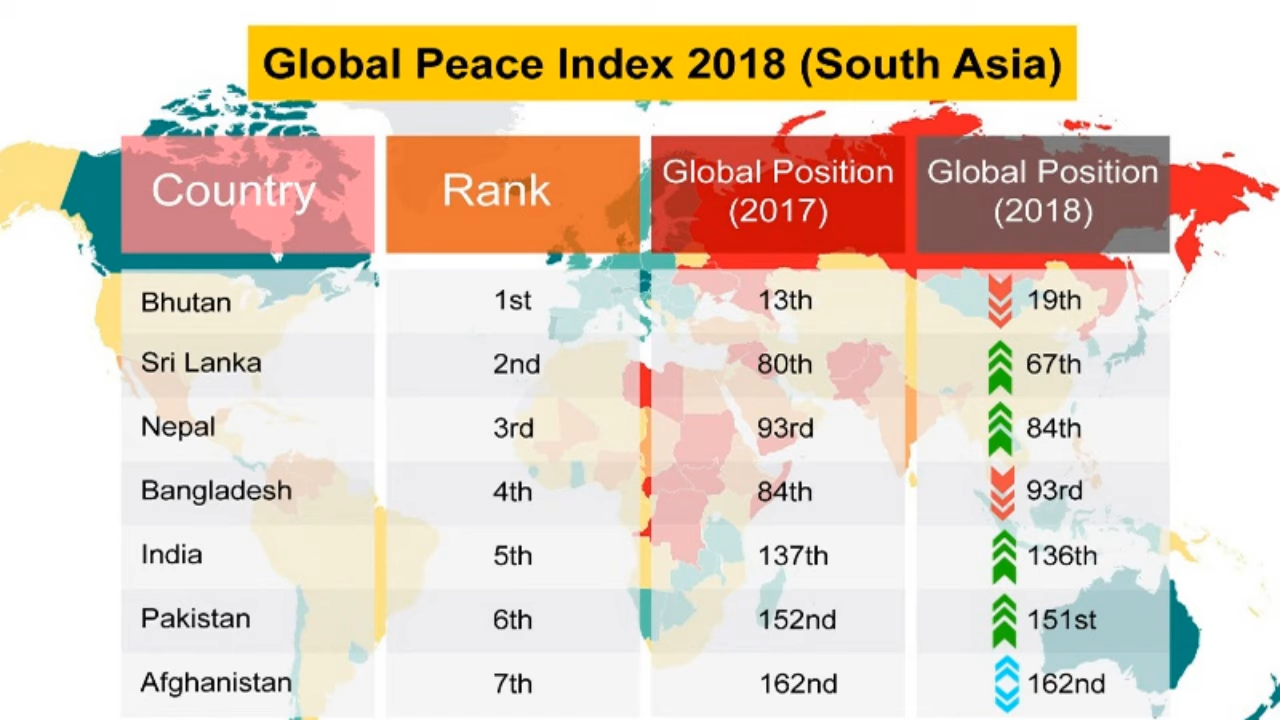 Global Peace Index 2018 (South Asia)
Country Rank Global Position (2017) Global Position (2018)
Bhutan 1st 13th 19th
Sri Lanka 2nd 80th 67th
Nepal 3rd 93rd 84th
Bangladesh 4th 84th 93rd
India 5th 137th 136th
Pakistan 6th 152nd 151st
Afghanistan 7th 162nd 162nd